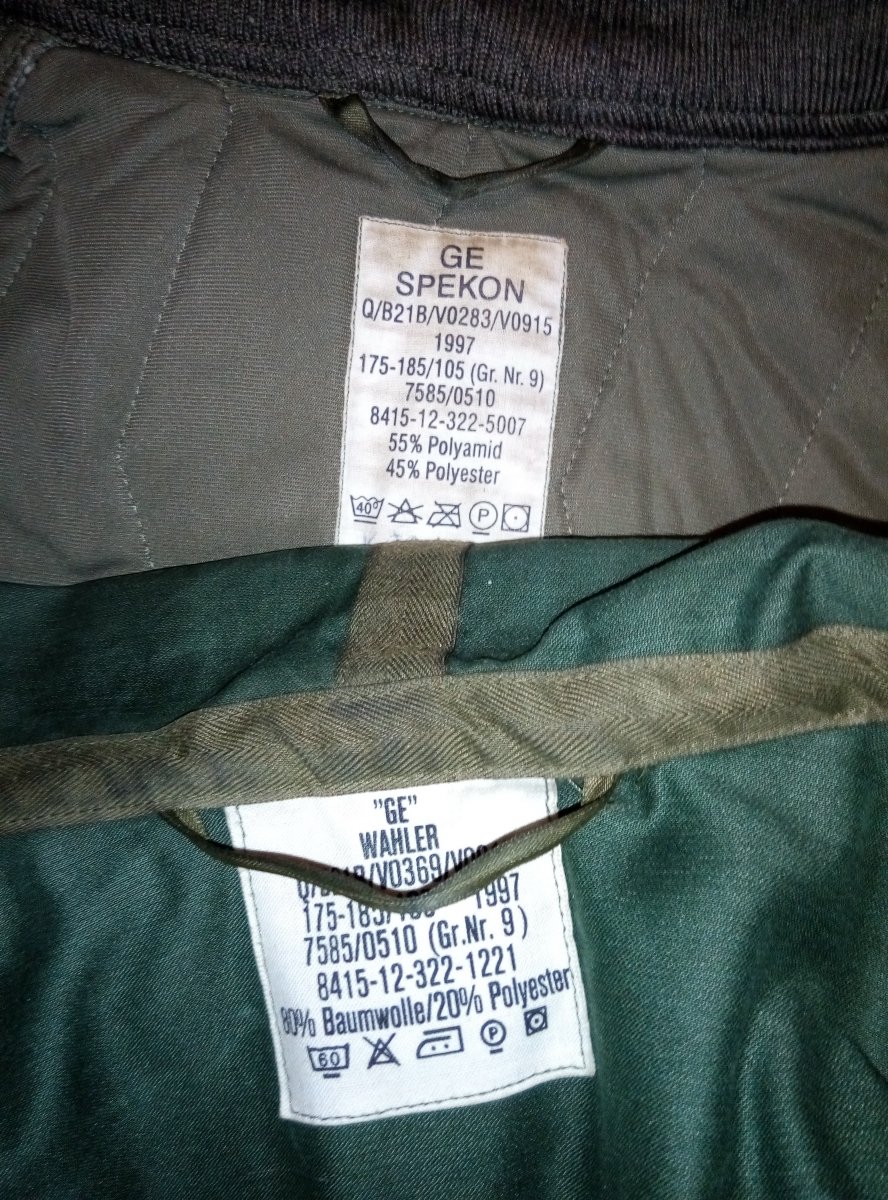 GE
SPEKON
Q/B21B/V0283/V0915
1997
175-185/105 (Gr. Nr. 9)
7585/0510
8415-12-322-5007
55% Polyamid
45% Polyester
40°
P
"GE"
WAHLER
1997
7585/0510 (Gr.Nr. 9)
8415-12-322-1221
80% Baumwolle/20% Polyester
60
P